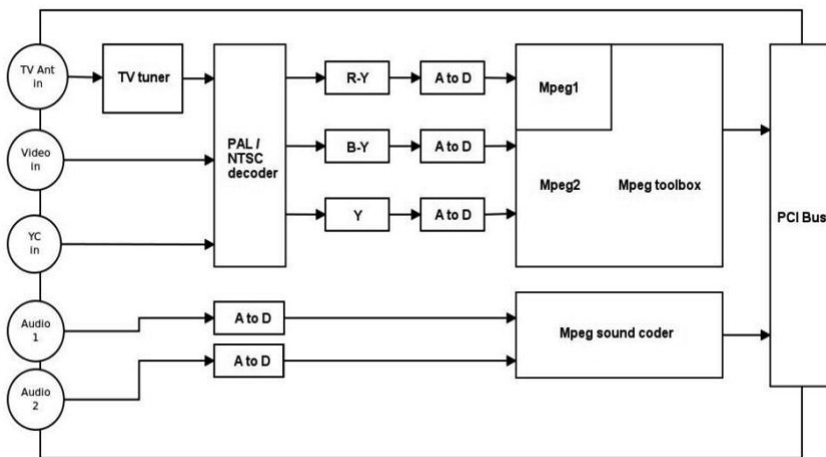 TV Ant
in
TV tuner
Video
in
YC
in
Audio
1
Audio
2
PAL /
NTSC
decoder
R-Y
A to D
B-Y
A to D
Y
A to D
A to D
A to D
Mpeg1
Mpeg2
Mpeg toolbox
Mpeg sound coder
PCI Bus